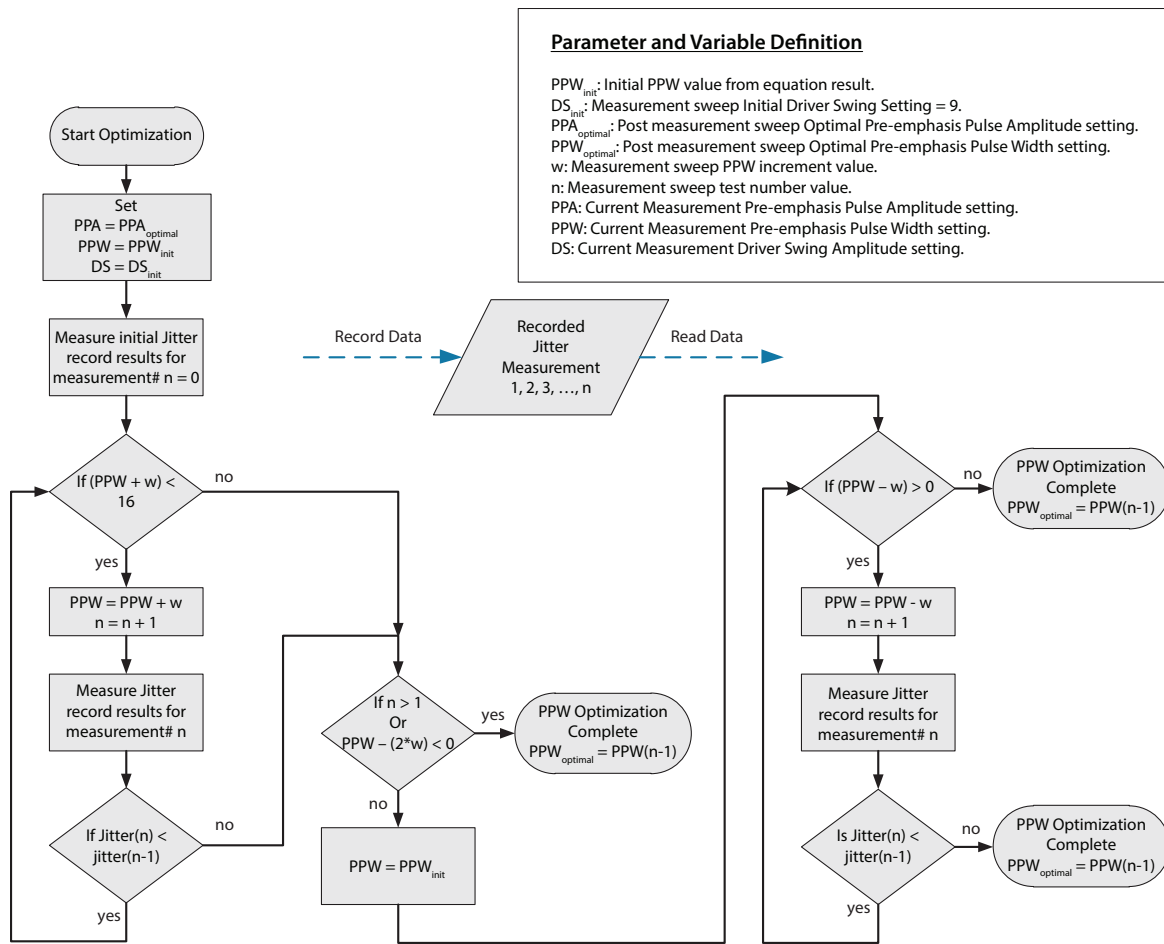 Parameter and Variable Definition
PPWinit: Initial PPW value from equation result.
DSinit: Measurement sweep Initial Driver Swing Setting = 9.
PPAoptimal: Post measurement sweep Optimal Pre-emphasis Pulse Amplitude setting.
PPWoptimal: Post measurement sweep Optimal Pre-emphasis Pulse Width setting.
w: Measurement sweep PPW increment value.
n: Measurement sweep test number value.
PPA: Current Measurement Pre-emphasis Pulse Amplitude setting.
PPW: Current Measurement Pre-emphasis Pulse Width setting.
DS: Current Measurement Driver Swing Amplitude setting.
Start Optimization
Set
PPA = PPAoptimal
PPW = PPWinit
DS = DSinit
Measure initial Jitter
record results for
measurement# n = 0
Record Data
Recorded
Jitter
Measurement
1, 2, 3, …, n
Read Data
If (PPW + w) <
16
no
yes
PPW = PPW + w
n = n + 1
Measure Jitter
record results for
measurement# n
If Jitter(n) <
jitter(n-1)
no
yes
If n > 1
Or
PPW – (2*w) < 0
yes
PPW Optimization
Complete
PPWoptimal = PPW(n-1)
no
PPW = PPWinit
If (PPW – w) > 0
no
PPW Optimization
Complete
PPWoptimal = PPW(n-1)
yes
PPW = PPW - w
n = n + 1
Measure Jitter
record results for
measurement# n
Is Jitter(n) <
jitter(n-1)
no
PPW Optimization
Complete
PPWoptimal = PPW(n-1)
yes